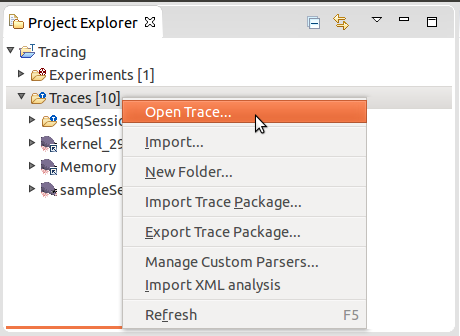 Project Explorer
Tracing
Experiments [1]
Traces [10]
Open Trace...
seqSessi
Import...
kernel_29
New Folder...
Memory
sampleSe
Import Trace Package...
Export Trace Package...
Manage Custom Parsers...
Import XML analysis
Refresh F5